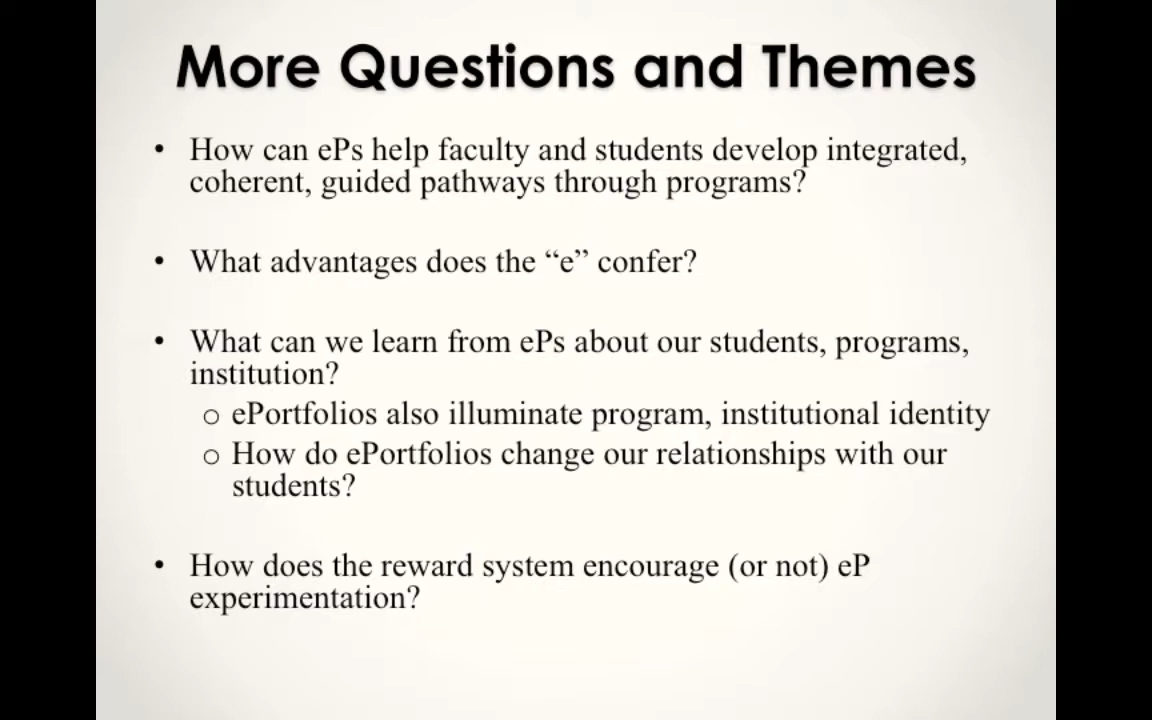 More Questions and Themes
• How can ePs help faculty and students develop integrated,
coherent, guided pathways through programs?
• What advantages does the “e” confer?
• What can we learn from ePs about our students, programs,
institution?
o ePortfolios also illuminate program, institutional identity
o How do ePortfolios change our relationships with our
students?
• How does the reward system encourage (or not) eP
experimentation?